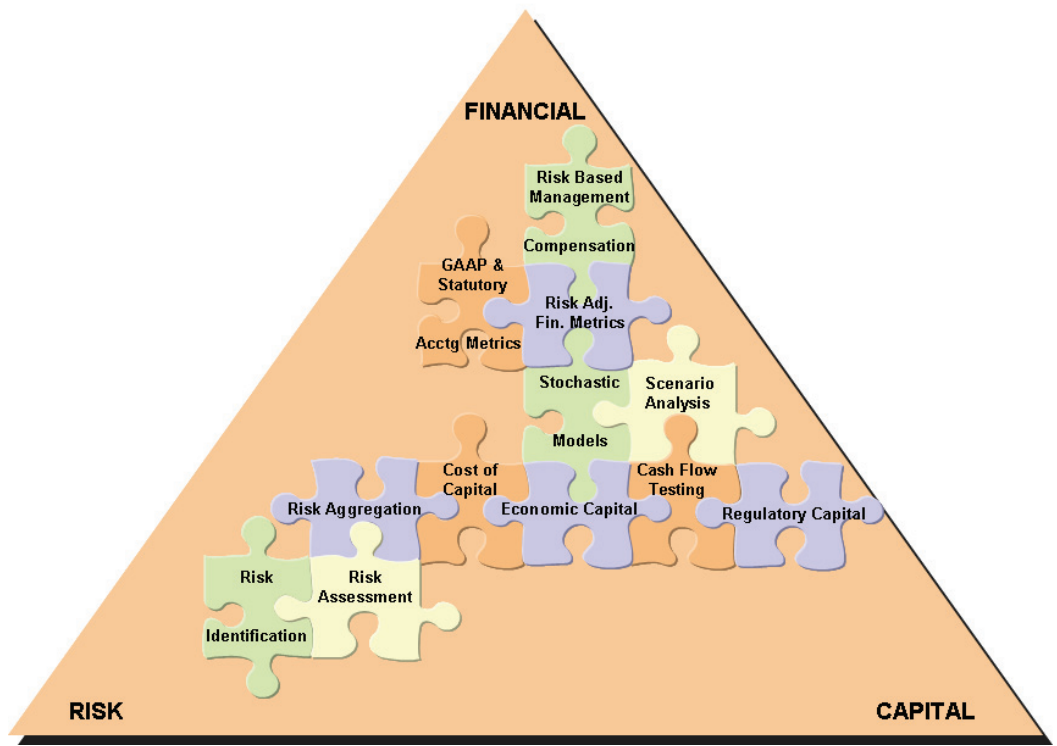 FINANCIAL
Risk Based
Management
Compensation
GAAP &
Statutory
Acctg Metrics
Risk Adj.
Fin. Metrics
Stochastic
Models
Scenario
Analysis
Cost of
Capital
Cash Flow
Testing
Risk Aggregation
Economic Capital
Regulatory Capital
Risk
Identification
Risk
Assessment
RISK
CAPITAL